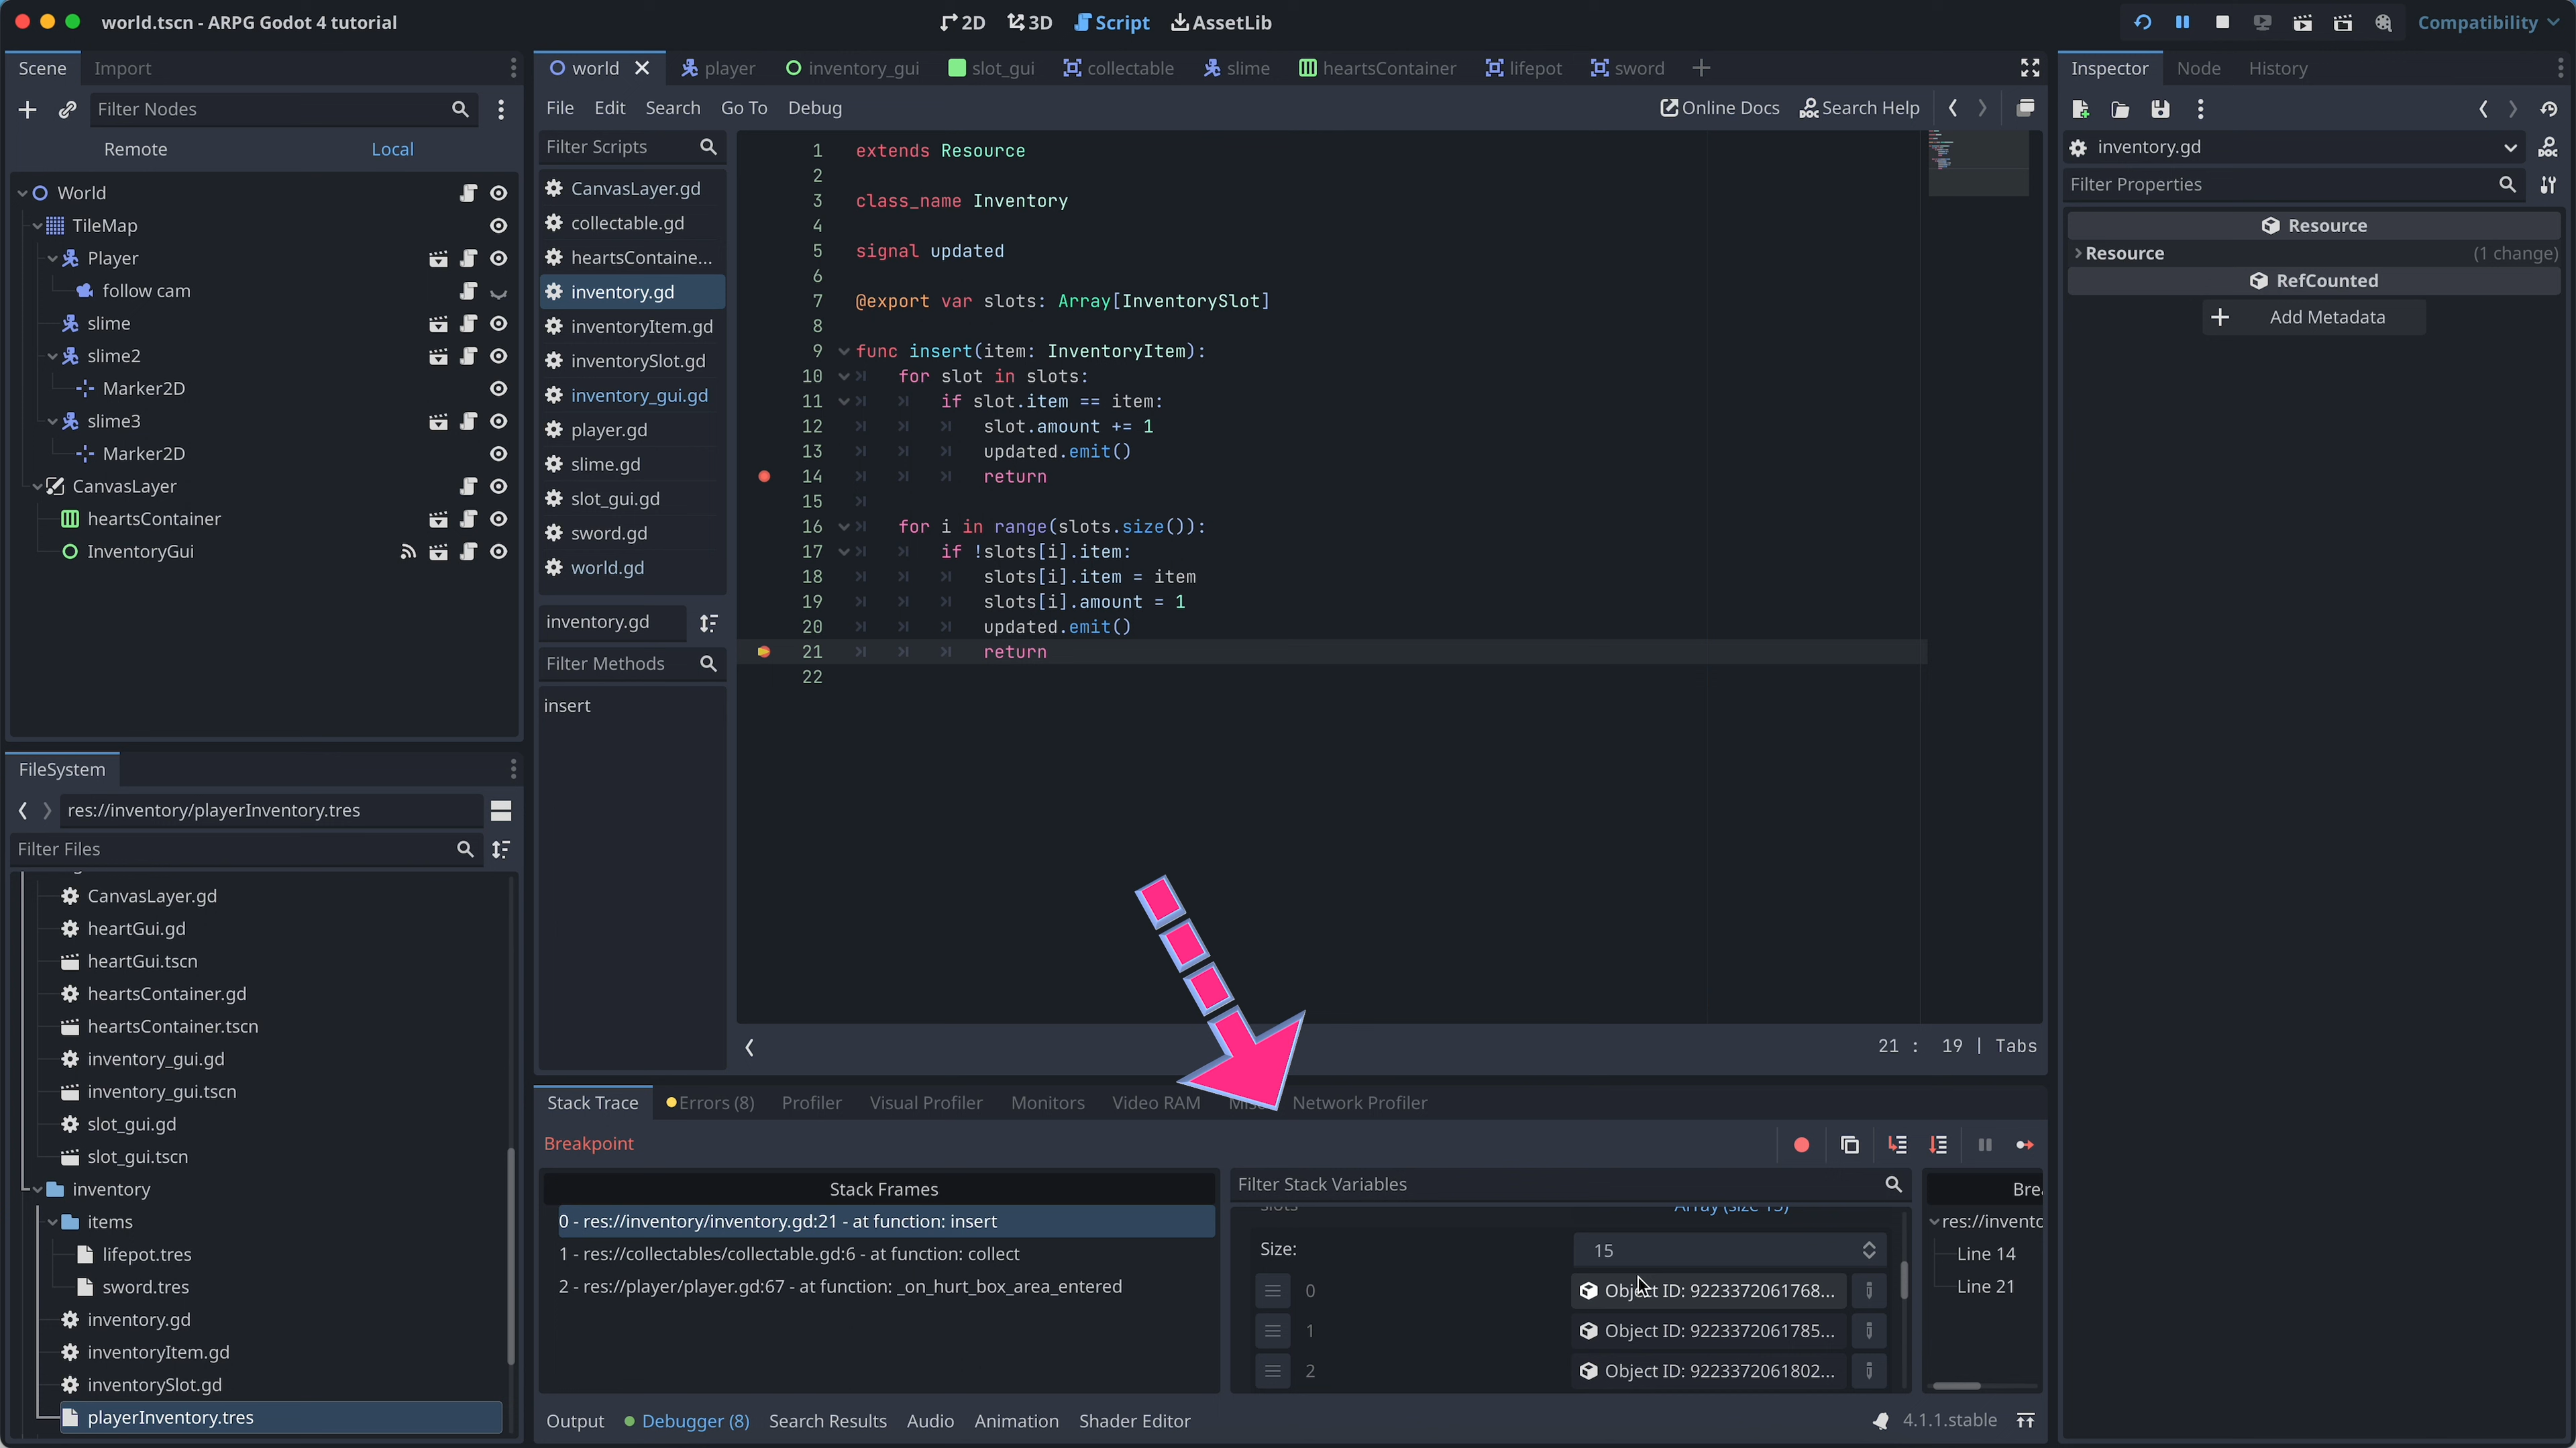 world.tscn - ARPG Godot 4 tutorial
2D 3D Script AssetLib
Compatibility
Scene Import
Filter Nodes
Remote Local
World
TileMap
Player
follow cam
slime
slime2
Marker2D
slime3
Marker2D
CanvasLayer
heartsContainer
InventoryGui
FileSystem
res://inventory/playerInventory.tres
Filter Files
CanvasLayer.gd
heartGui.gd
heartGui.tscn
heartsContainer.gd
heartsContainer.tscn
inventory_gui.gd
inventory_gui.tscn
slot_gui.gd
slot_gui.tscn
inventory
items
lifepot.tres
sword.tres
inventory.gd
inventoryItem.gd
inventorySlot.gd
playerInventory.tres
world player inventory_gui slot_gui collectable slime heartsContainer lifepot sword
File Edit Search Go To Debug
Online Docs Search Help
Filter Scripts
CanvasLayer.gd
collectable.gd
heartsContaine...
inventory.gd
inventoryItem.gd
inventorySlot.gd
inventory_gui.gd
player.gd
slime.gd
slot_gui.gd
sword.gd
world.gd
inventory.gd
Filter Methods
insert
1 extends Resource
2
3 class_name Inventory
4
5 signal updated
6
7 @export var slots: Array[InventorySlot]
8
9 func insert(item: InventoryItem):
10 for slot in slots:
11 if slot.item == item:
12 slot.amount += 1
13 updated.emit()
14 return
15
16 for i in range(slots.size()):
17 if !slots[i].item:
18 slots[i].item = item
19 slots[i].amount = 1
20 updated.emit()
21 return
22
21 : 19 | Tabs
Stack Trace Errors (8) Profiler Visual Profiler Monitors Video RAM Network Profiler
Breakpoint
Stack Frames
0 - res://inventory/inventory.gd:21 - at function: insert
1 - res://collectables/collectable.gd:6 - at function: collect
2 - res://player/player.gd:67 - at function: _on_hurt_box_area_entered
Filter Stack Variables
slots Array (size 15)
Size: 15
0 Object ID: 9223372061768...
1 Object ID: 9223372061785...
2 Object ID: 9223372061802...
Bre
res://invento
Line 14
Line 21
Output Debugger (8) Search Results Audio Animation Shader Editor
4.1.1.stable
Inspector Node History
inventory.gd
Filter Properties
Resource
Resource (1 change)
RefCounted
Add Metadata